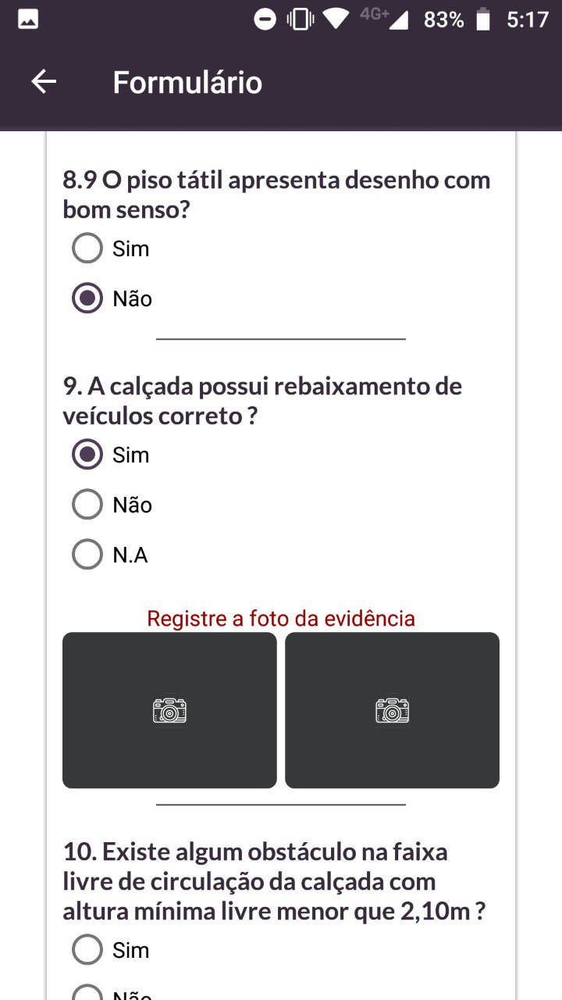 4G+ 83% 5:17
Formulário
8.9 O piso tátil apresenta desenho com
bom senso?
Sim
Não
9. A calçada possui rebaixamento de
veículos correto ?
Sim
Não
N.A
Registre a foto da evidência
10. Existe algum obstáculo na faixa
livre de circulação da calçada com
altura mínima livre menor que 2,10m ?
Sim
Não